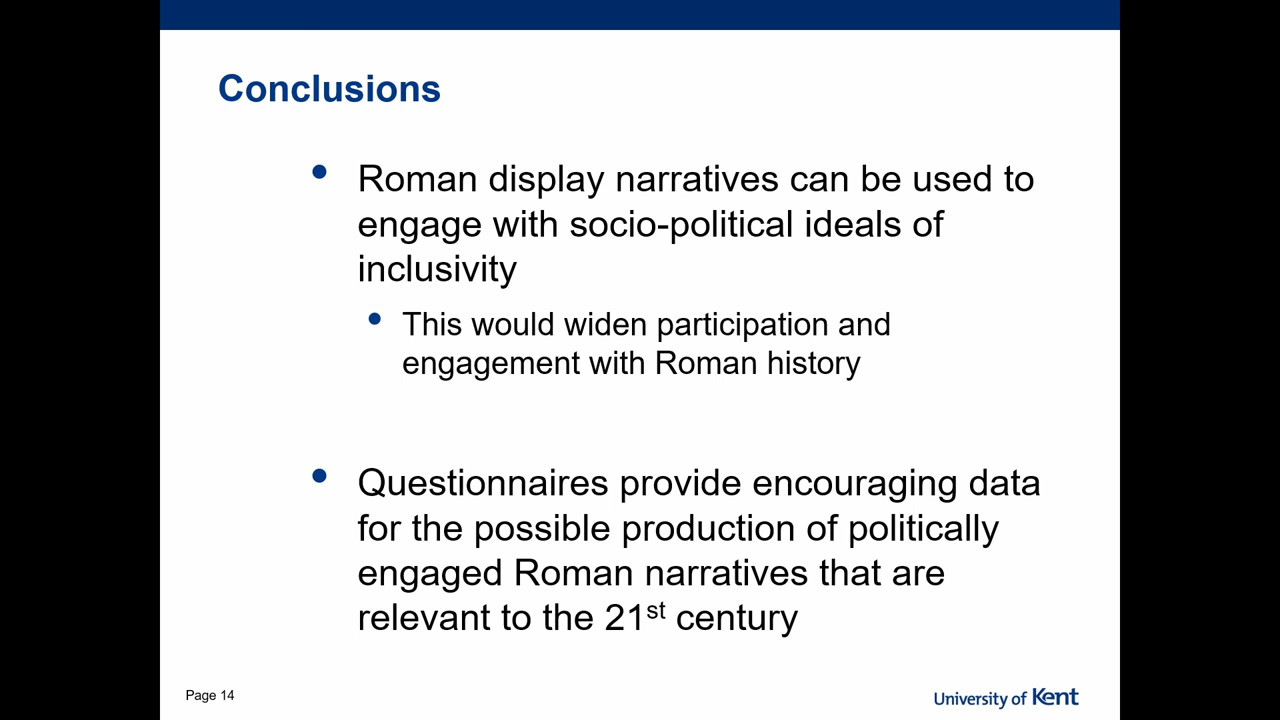 Conclusions
• Roman display narratives can be used to
engage with socio-political ideals of
inclusivity
• This would widen participation and
engagement with Roman history
• Questionnaires provide encouraging data
for the possible production of politically
engaged Roman narratives that are
relevant to the 21st century
Page 14
University of Kent